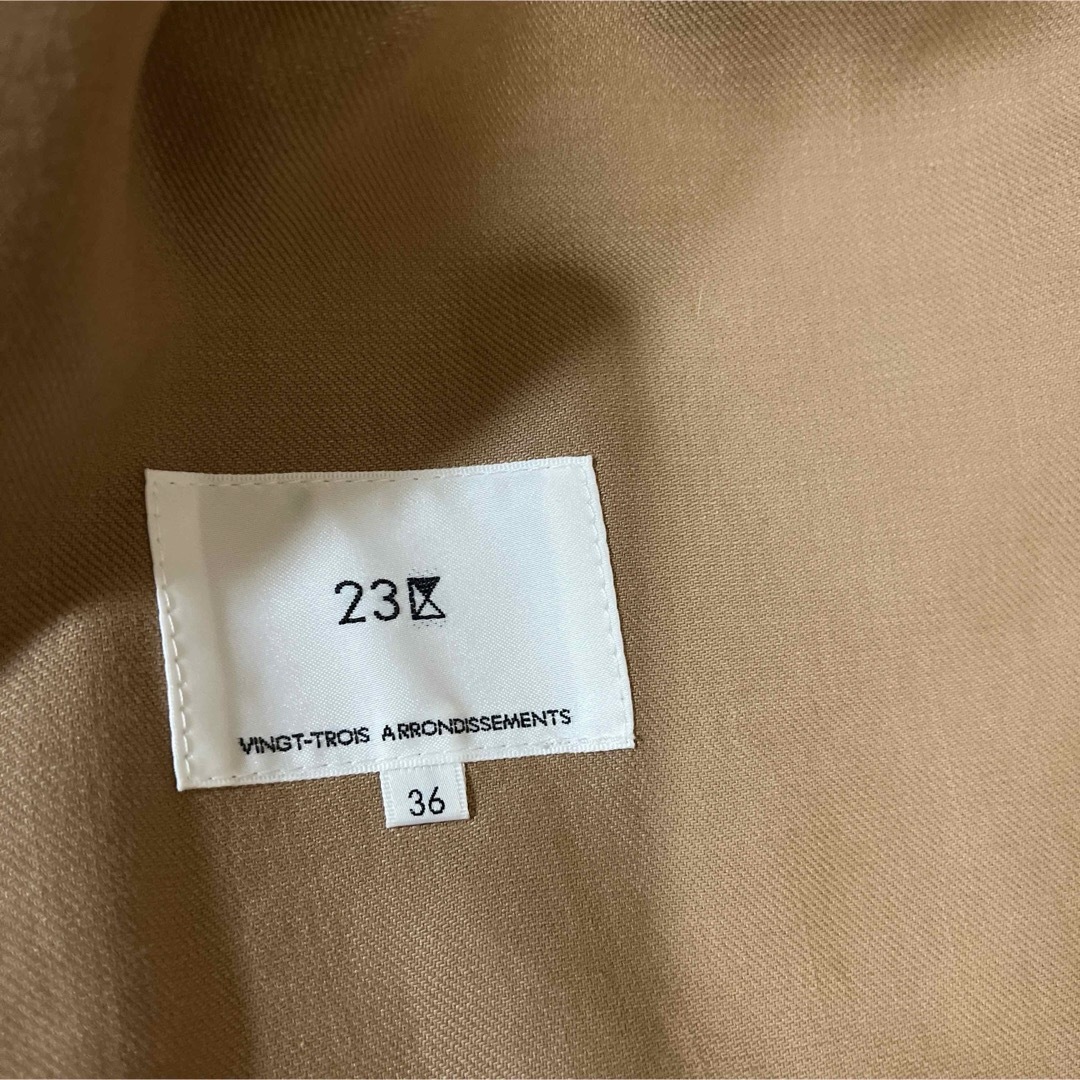 23区
VINGT-TROIS ARRONDISSEMENTS
36